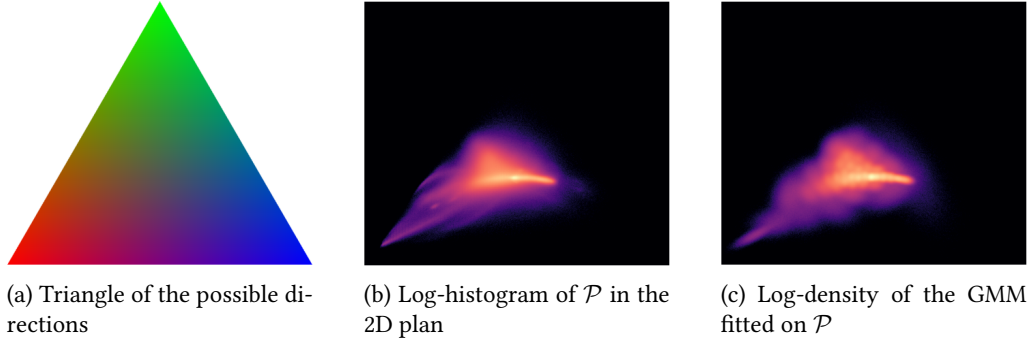 (a) Triangle of the possible di-
rections
(b) Log-histogram of 𝒫 in the
2D plan
(c) Log-density of the GMM
fitted on 𝒫